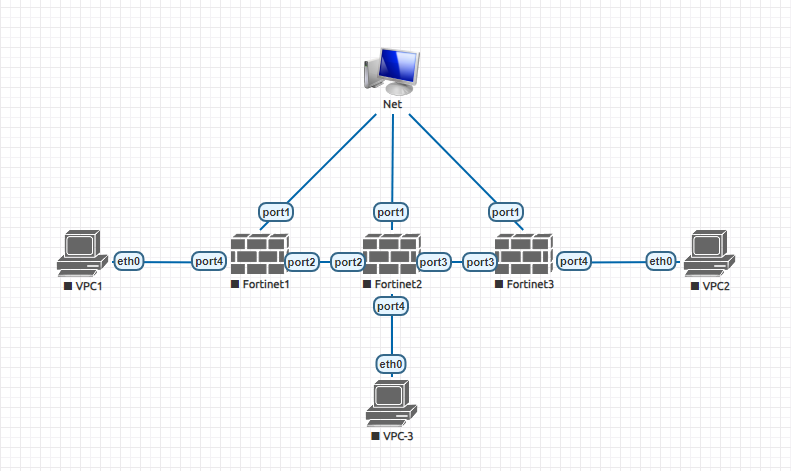 Net
port1
port1
port1
eth0
port4
port2
port2
port3
port3
port4
eth0
VPC1
Fortinet1
Fortinet2
Fortinet3
VPC2
port4
eth0
VPC-3